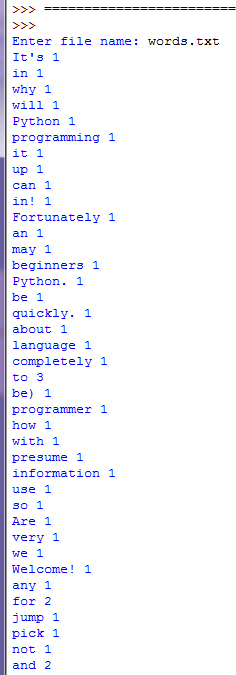 >>> ========================
>>>
Enter file name: words.txt
It's 1
in 1
why 1
will 1
Python 1
programming 1
it 1
up 1
can 1
in! 1
Fortunately 1
an 1
may 1
beginners 1
Python. 1
be 1
quickly. 1
about 1
language 1
completely 1
to 3
be) 1
programmer 1
how 1
with 1
presume 1
information 1
use 1
so 1
Are 1
very 1
we 1
Welcome! 1
any 1
for 2
jump 1
pick 1
not 1
and 2